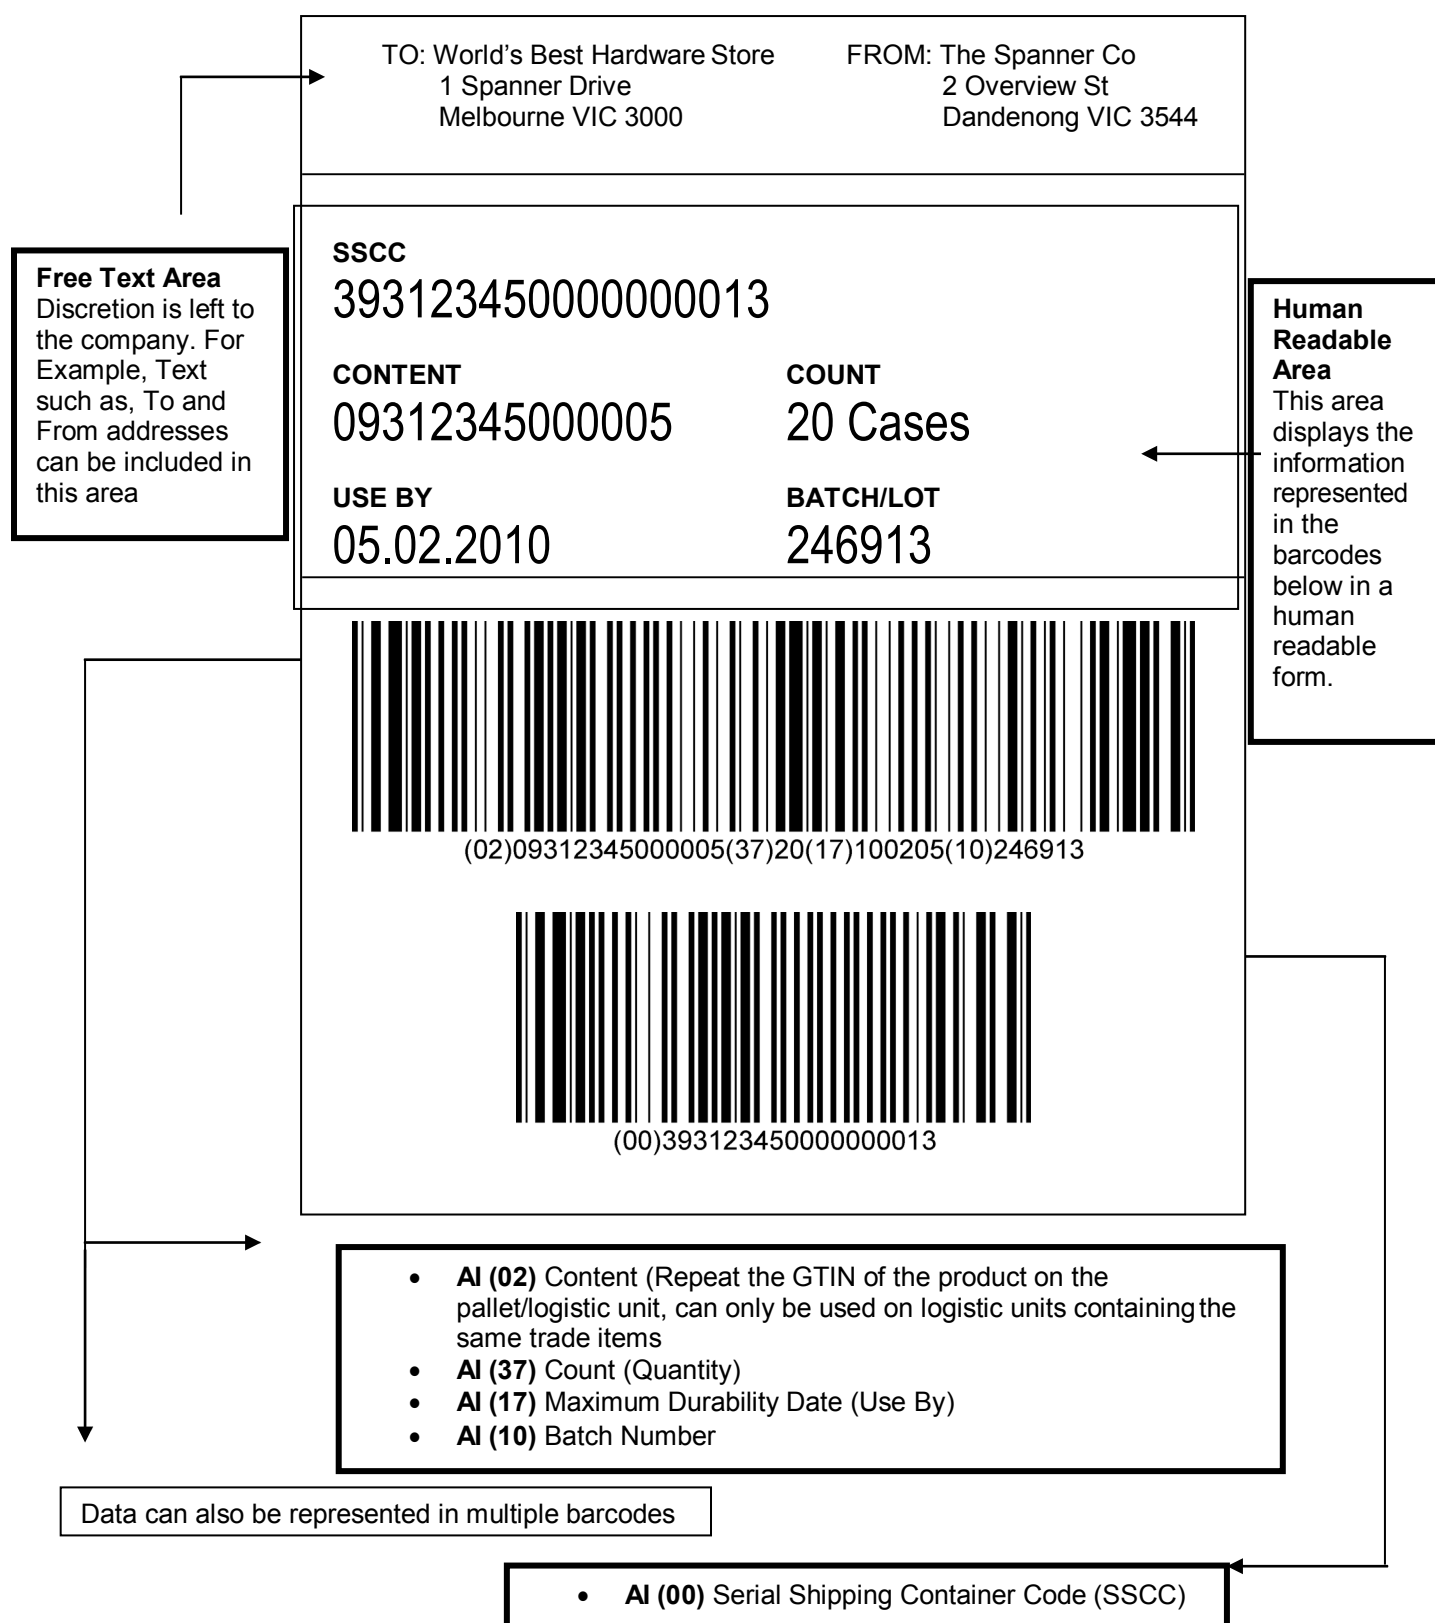 TO: World's Best Hardware Store
1 Spanner Drive
Melbourne VIC 3000
FROM: The Spanner Co
2 Overview St
Dandenong VIC 3544
Free Text Area
Discretion is left to
the company. For
Example, Text
such as, To and
From addresses
can be included in
this area
SSCC
393123450000000013
CONTENT
09312345000005
COUNT
20 Cases
USE BY
05.02.2010
BATCH/LOT
246913
Human
Readable
Area
This area
displays the
information
represented
in the
barcodes
below in a
human
readable
form.
(02)09312345000005(37)20(17)100205(10)246913
(00)393123450000000013
• AI (02) Content (Repeat the GTIN of the product on the
pallet/logistic unit, can only be used on logistic units containing the
same trade items
• AI (37) Count (Quantity)
• AI (17) Maximum Durability Date (Use By)
• AI (10) Batch Number
Data can also be represented in multiple barcodes
• AI (00) Serial Shipping Container Code (SSCC)